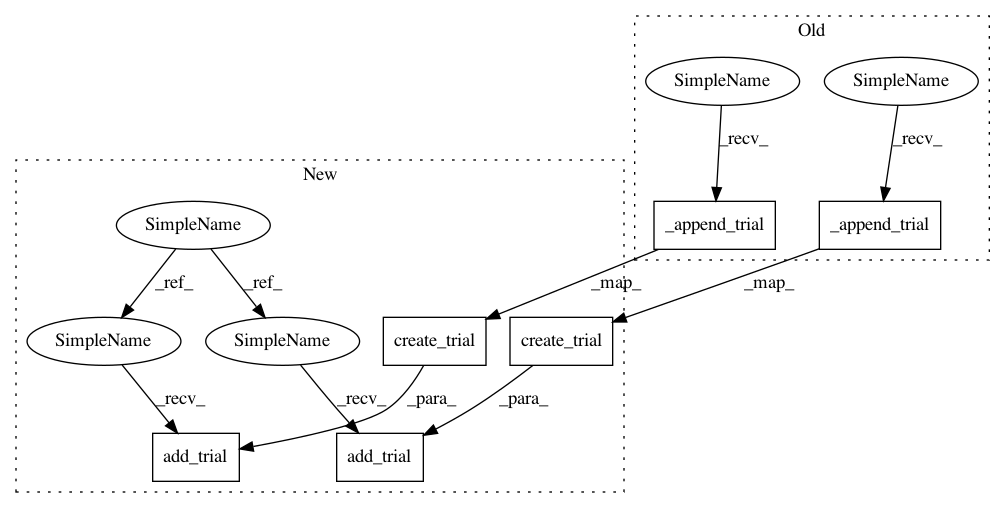 Old
SimpleName
SimpleName
_recv_
_recv_
New
_append_trial
_append_trial
SimpleName
_ref_
_ref_
_map_
_map_
SimpleName
SimpleName
create_trial
create_trial
_recv_
_recv_
_para_
_para_
add_trial
add_trial